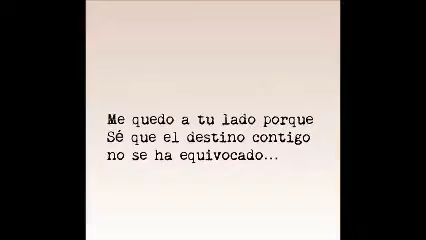 Me quedo a tu lado porque
Sé que el destino contigo
no se ha equivocado...